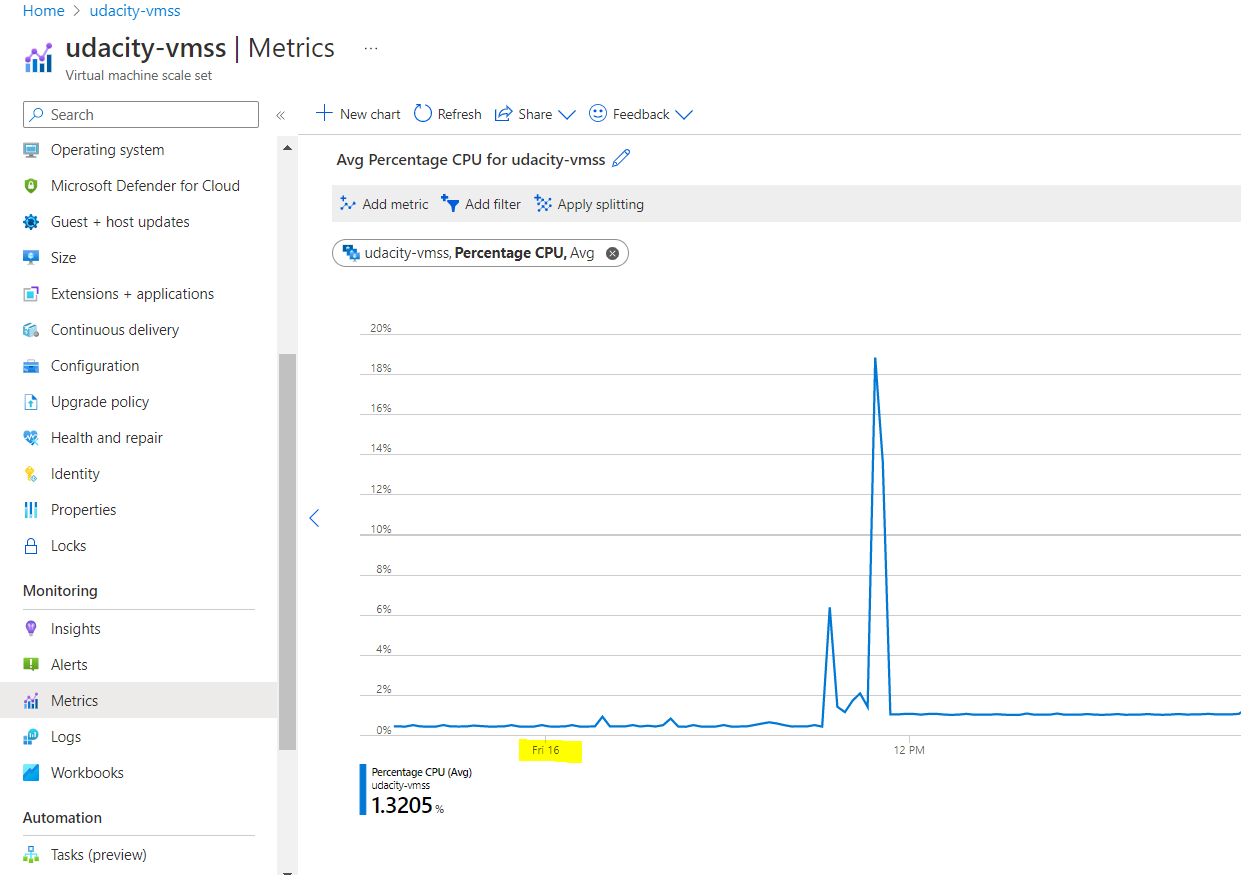 Home > udacity-vmss
udacity-vmss | Metrics ...
Virtual machine scale set
Search «
New chart Refresh Share Feedback
Operating system
Microsoft Defender for Cloud
Guest + host updates
Size
Extensions + applications
Continuous delivery
Configuration
Upgrade policy
Health and repair
Identity
Properties
Locks
Monitoring
Insights
Alerts
Metrics
Logs
Workbooks
Automation
Tasks (preview)
Avg Percentage CPU for udacity-vmss
Add metric Add filter Apply splitting
udacity-vmss, Percentage CPU, Avg
20%
18%
16%
14%
12%
10%
8%
6%
4%
2%
0%
Fri 16 12 PM
Percentage CPU (Avg)
udacity-vmss
1.3205 %